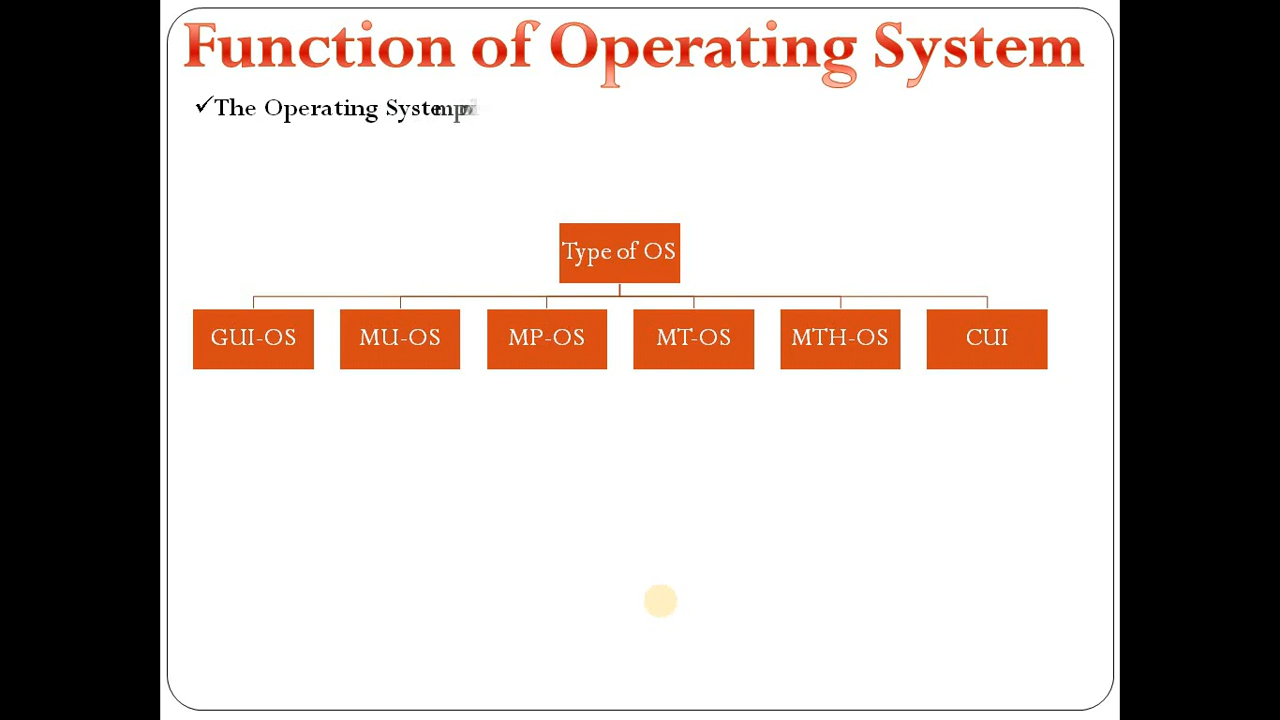 Function of Operating System
✓The Operating System
Type of OS
GUI-OS MU-OS MP-OS MT-OS MTH-OS CUI